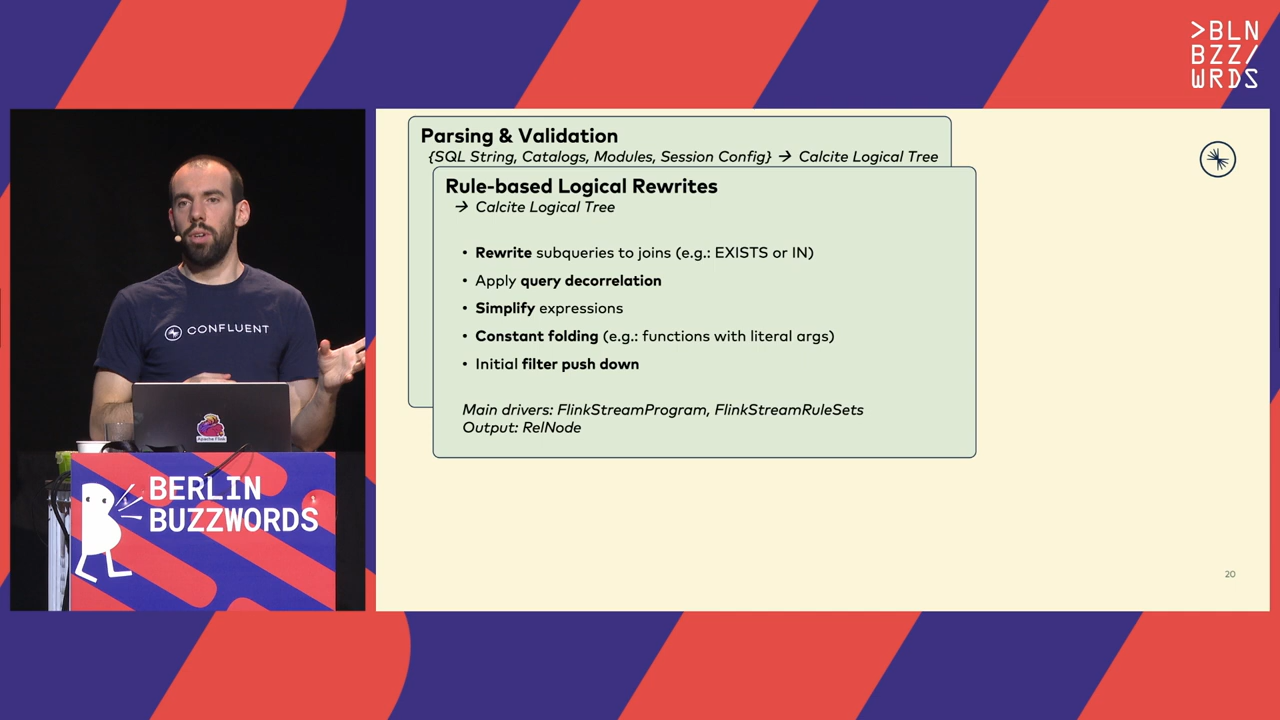 >BLN
BZZ/
WRDS
Parsing & Validation
{SQL String, Catalogs, Modules, Session Config} → Calcite Logical Tree
Rule-based Logical Rewrites
→ Calcite Logical Tree
• Rewrite subqueries to joins (e.g.: EXISTS or IN)
• Apply query decorrelation
• Simplify expressions
• Constant folding (e.g.: functions with literal args)
• Initial filter push down
Main drivers: FlinkStreamProgram, FlinkStreamRuleSets
Output: RelNode
20
CONFLUENT
Apache Flink
BERLIN
BUZZWORDS